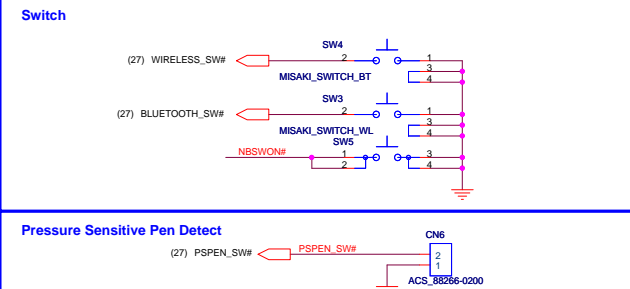 Switch
SW4
(27) WIRELESS_SW# 2 1
3
MISAKI_SWITCH_BT 4
SW3
(27) BLUETOOTH_SW# 2 1
3
MISAKI_SWITCH_WL 4
SW5
NBSWON# 1 3
2 4
Pressure Sensitive Pen Detect
CN6
(27) PSPEN_SW# PSPEN_SW# 2
1
ACS_88266-0200